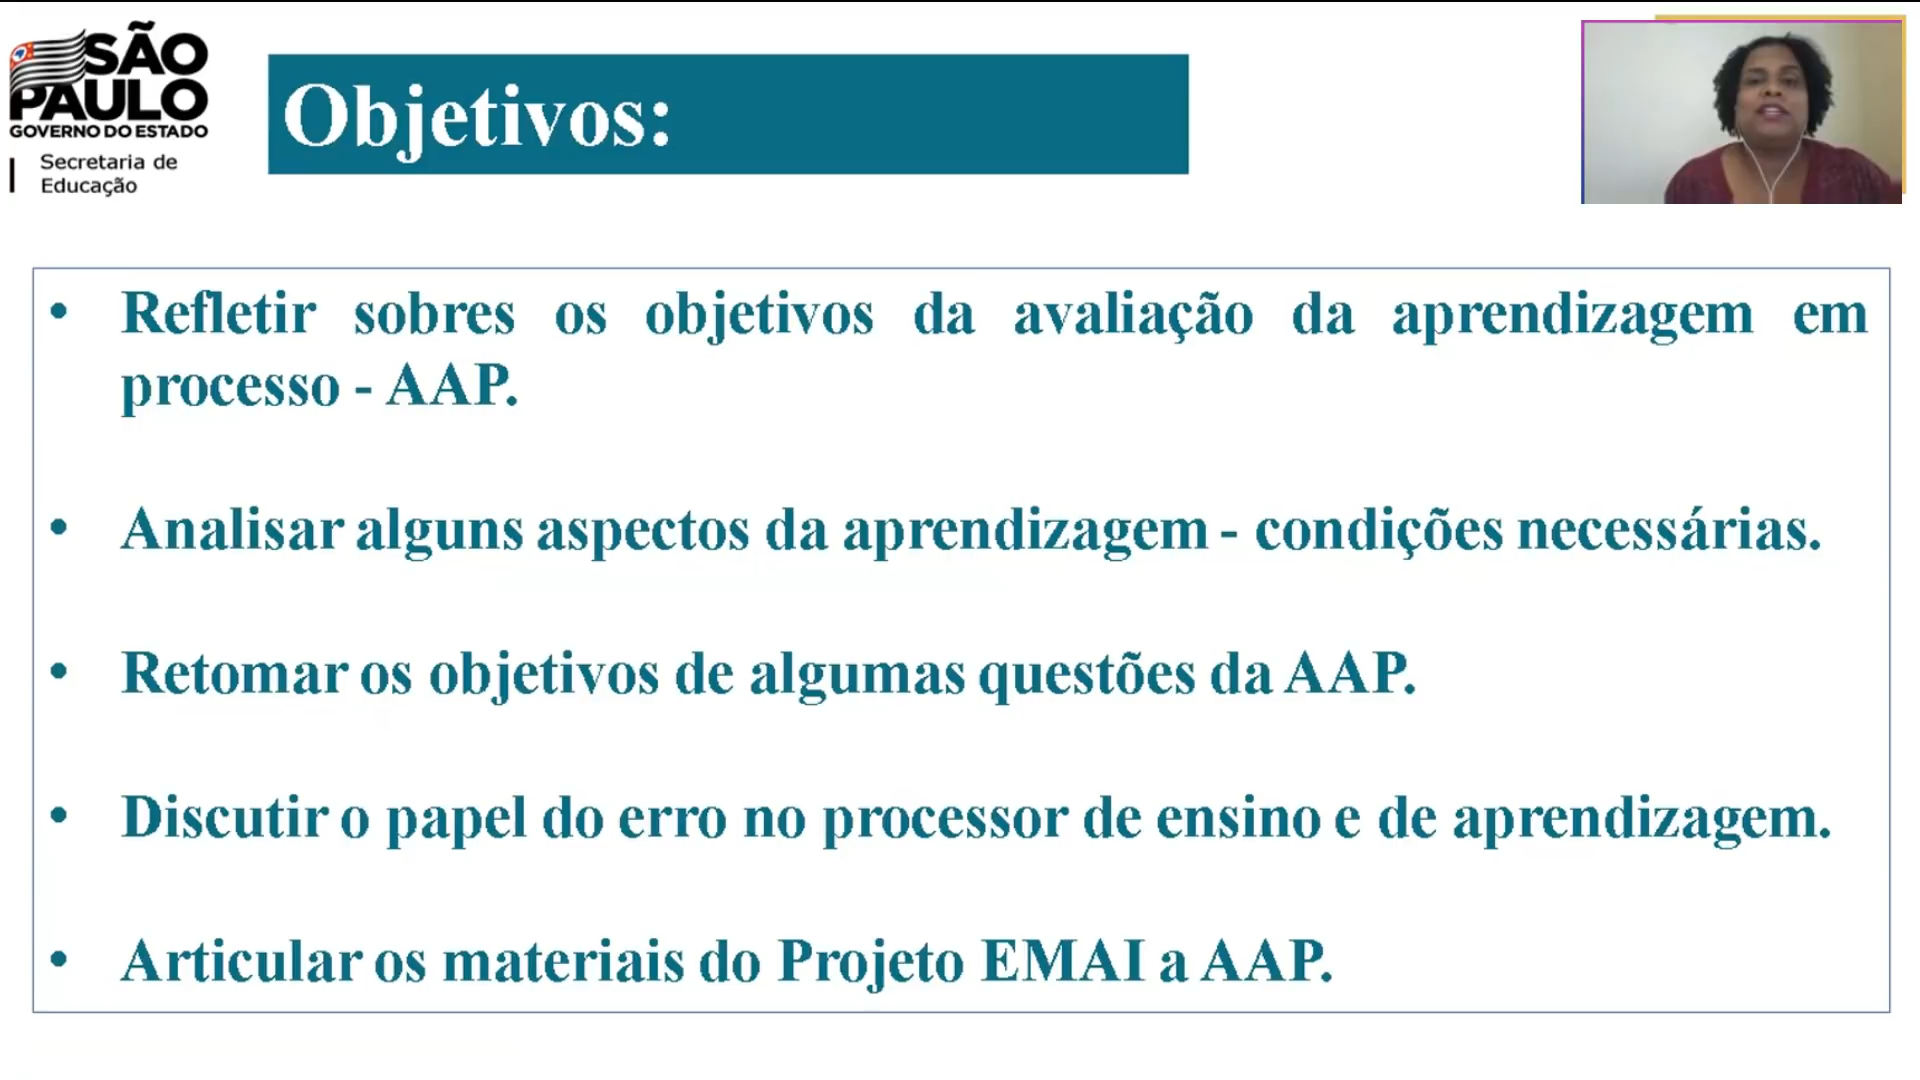 SÃO
PAULO
GOVERNO DO ESTADO
Secretaria de
Educação
Objetivos:
• Refletir sobres os objetivos da avaliação da aprendizagem em
processo - AAP.
• Analisar alguns aspectos da aprendizagem - condições necessárias.
• Retomar os objetivos de algumas questões da AAP.
• Discutir o papel do erro no processor de ensino e de aprendizagem.
• Articular os materiais do Projeto EMAI a AAP.